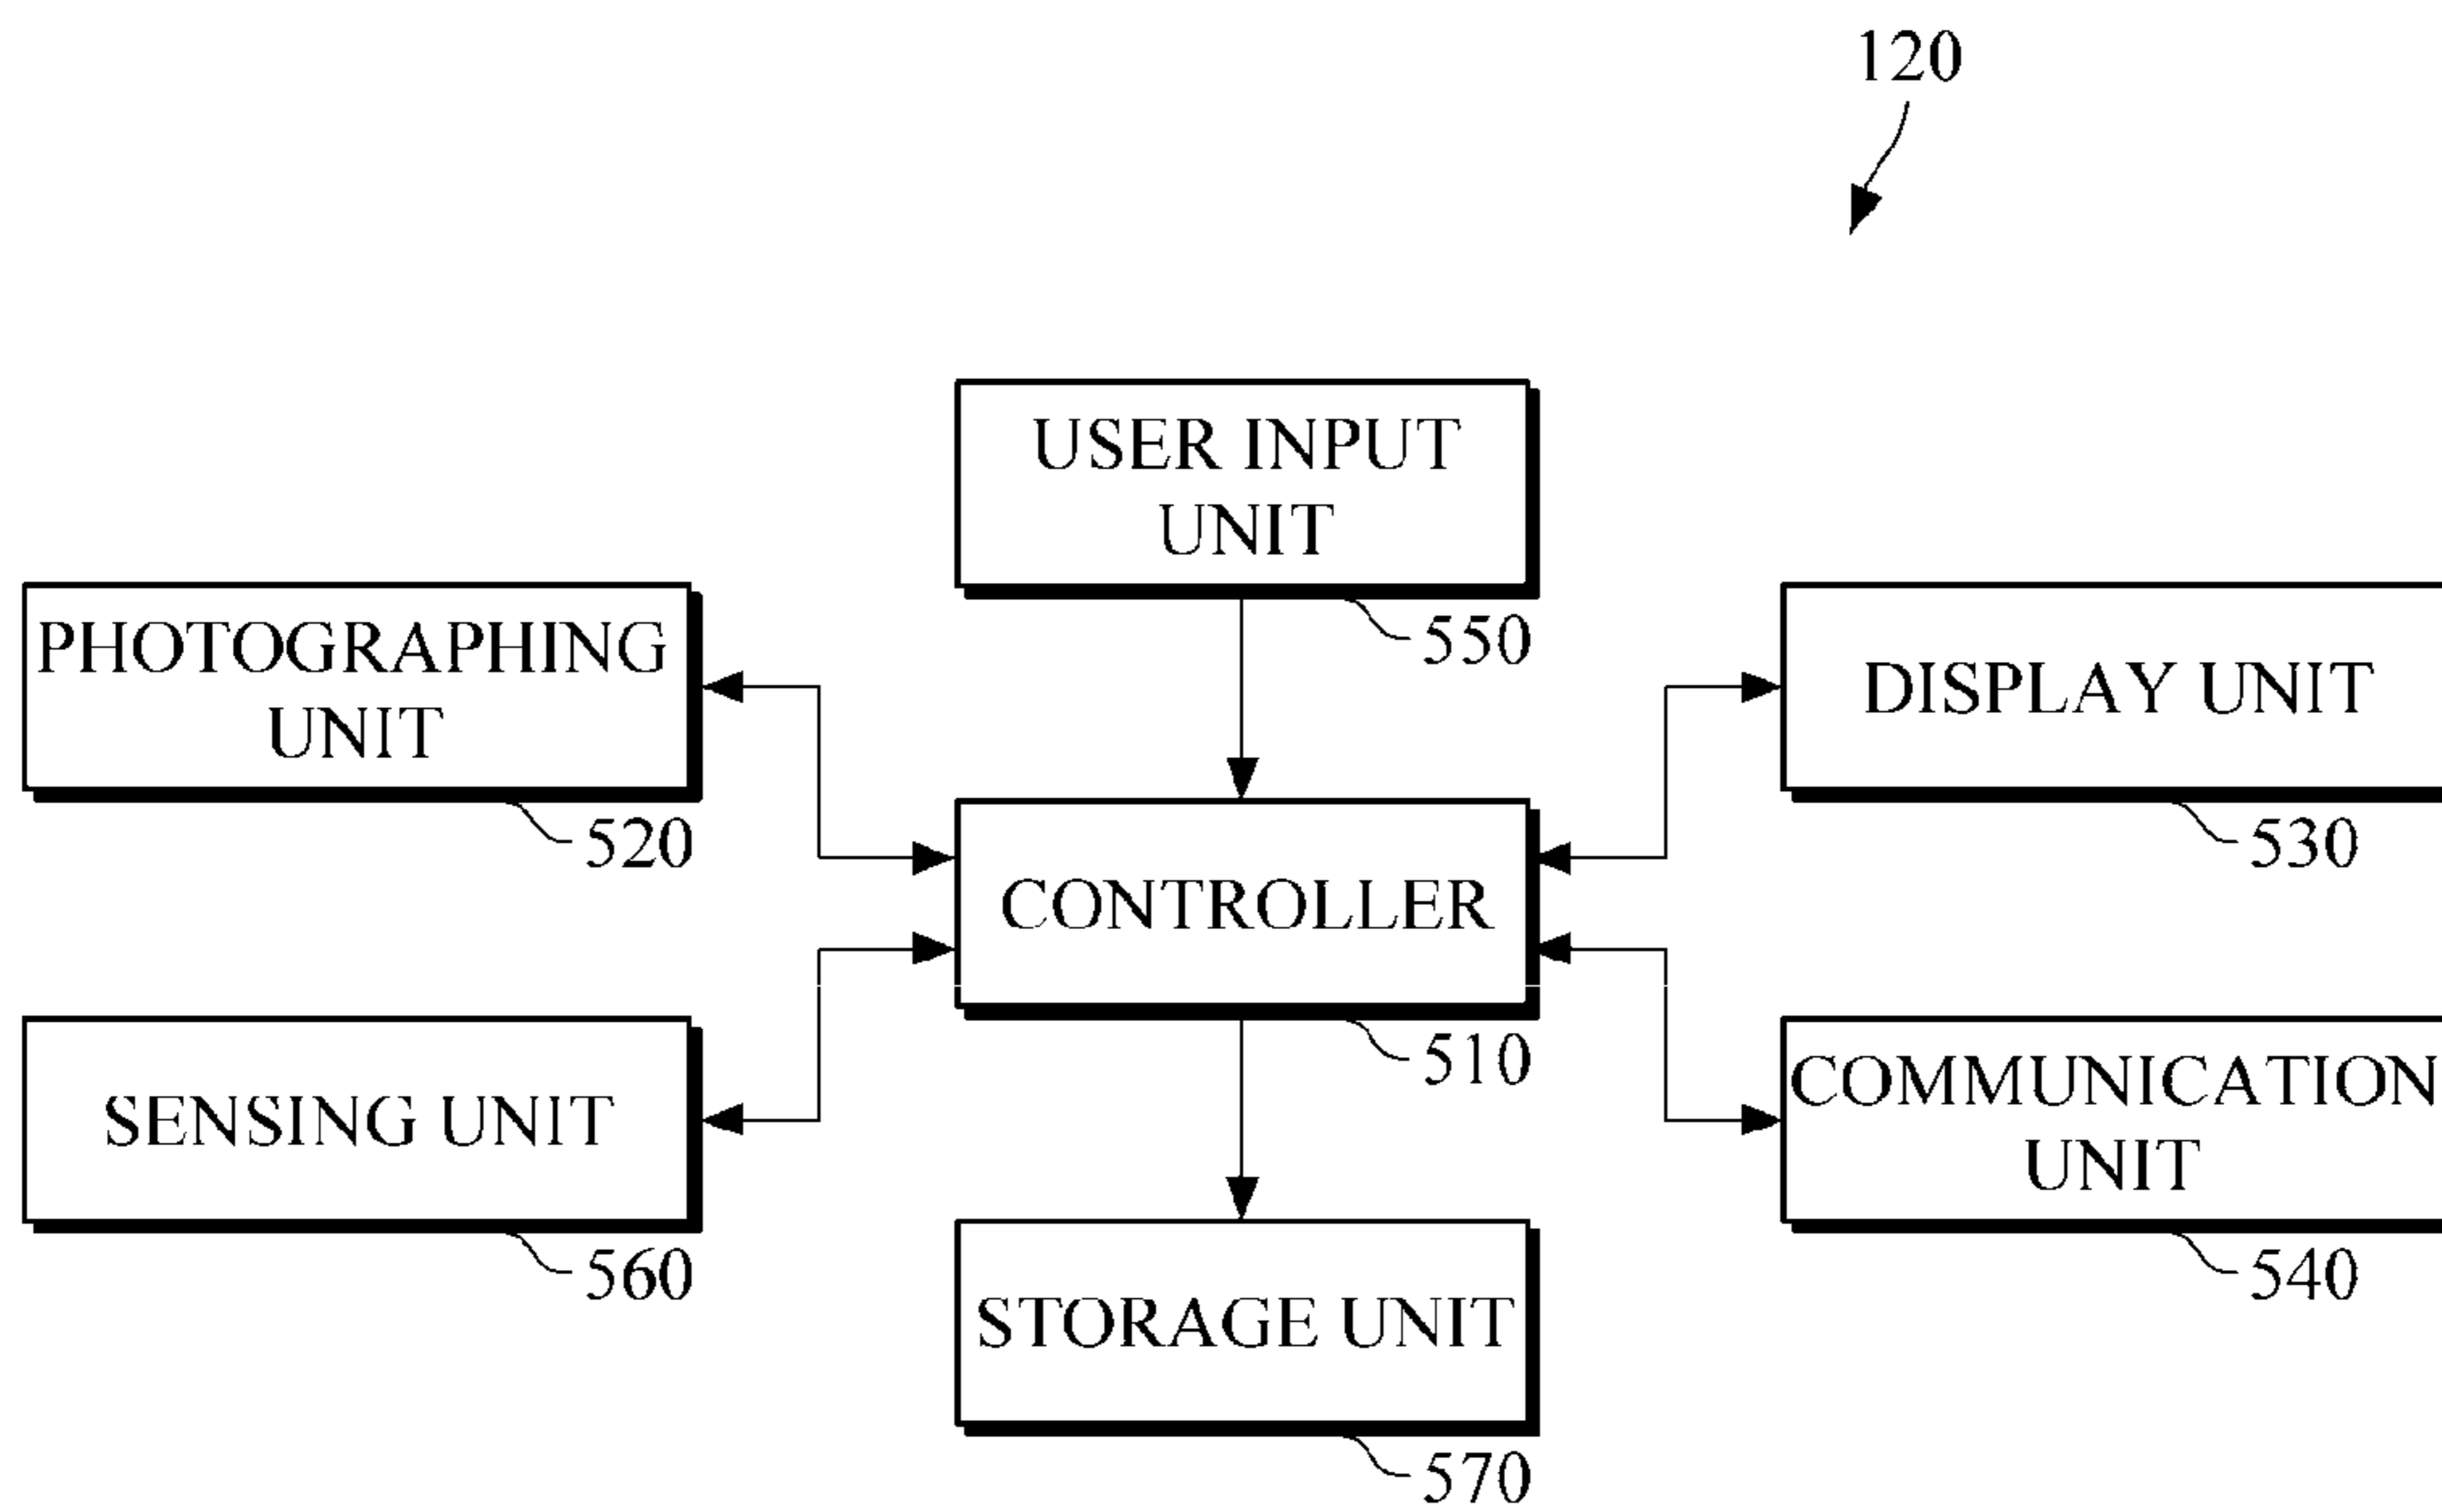 120
USER INPUT
UNIT
550
PHOTOGRAPHING
UNIT
520
DISPLAY UNIT
530
CONTROLLER
510
SENSING UNIT
560
COMMUNICATION
UNIT
540
STORAGE UNIT
570